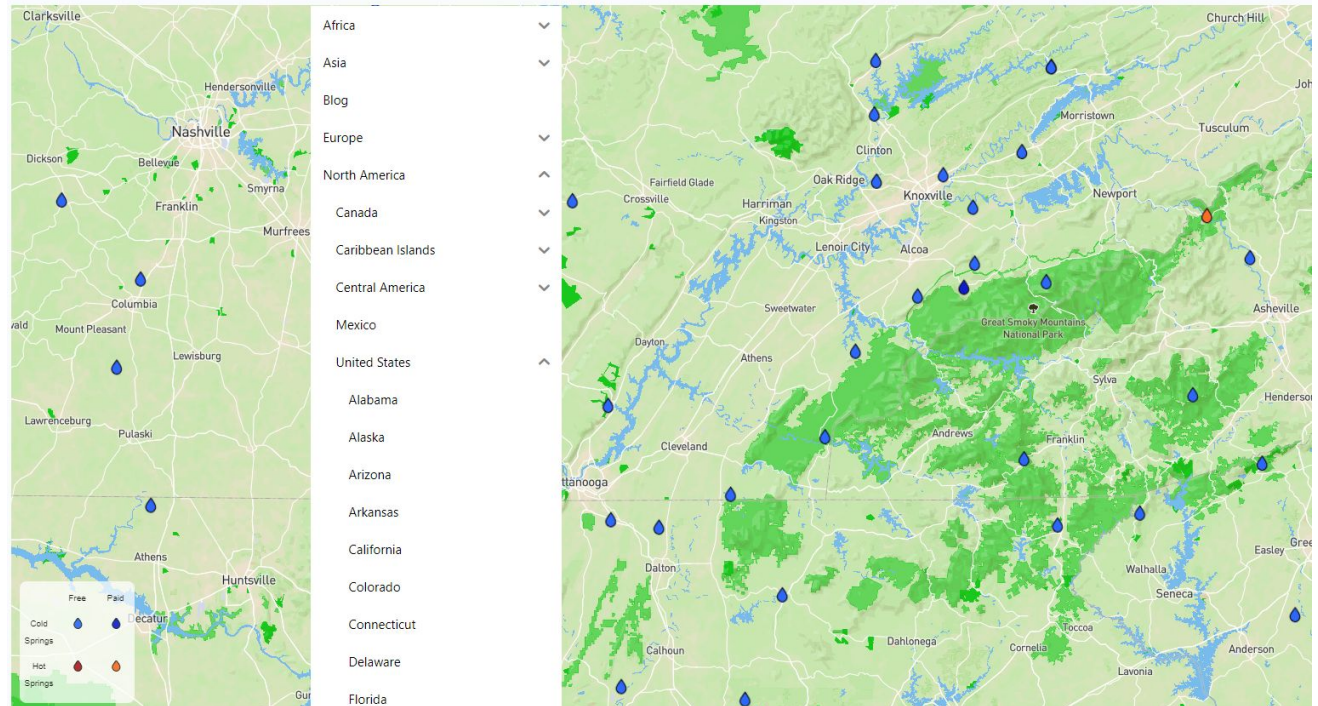 Clarksville
Hendersonville
Nashville
Dickson
Bellevue
Smyrna
Franklin
Murfrees
Columbia
vald
Mount Pleasant
Lewisburg
Lawrenceburg
Pulaski
Athens
Huntsville
Decatur
Free Paid
Cold
Springs
Hot
Springs
Gun
Africa
Asia
Blog
Europe
North America
Canada
Caribbean Islands
Central America
Mexico
United States
Alabama
Alaska
Arizona
Arkansas
California
Colorado
Connecticut
Delaware
Florida
Church Hill
Joh
Morristown
Tusculum
Clinton
Oak Ridge
Fairfield Glade
Crossville
Knoxville
Newport
Harriman
Kingston
Lenoir City
Alcoa
Asheville
Sweetwater
Great Smoky Mountains
National Park
Dayton
Athens
Sylva
Henderson
Andrews
Franklin
Cleveland
ttanooga
Gree
Easley
Dalton
Walhalla
Seneca
Toccoa
Dahlonega
Cornelia
Anderson
Calhoun
Lavonia